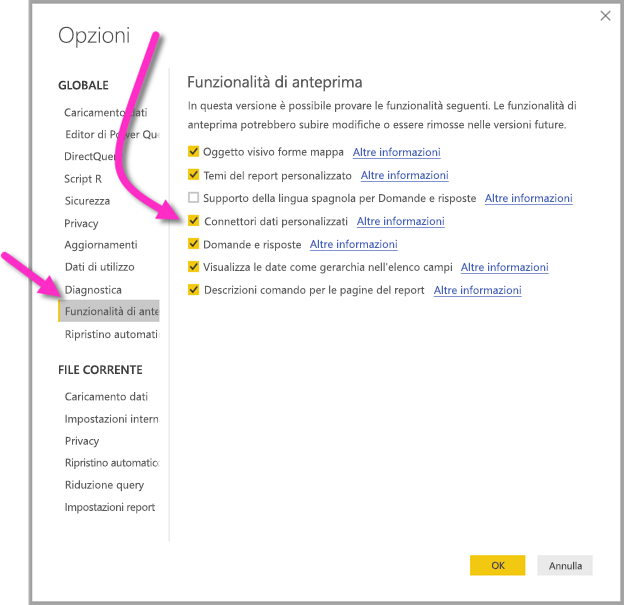 Opzioni
GLOBALE
Caricamento dati
Editor di Power Qu
DirectQuery
Script R
Sicurezza
Privacy
Aggiornamenti
Dati di utilizzo
Diagnostica
Funzionalità di ante
Ripristino automati
FILE CORRENTE
Caricamento dati
Impostazioni intern
Privacy
Ripristino automatico
Riduzione query
Impostazioni report
Funzionalità di anteprima
In questa versione è possibile provare le funzionalità seguenti. Le funzionalità di
anteprima potrebbero subire modifiche o essere rimosse nelle versioni future.
Oggetto visivo forme mappa Altre informazioni
Temi del report personalizzato Altre informazioni
Supporto della lingua spagnola per Domande e risposte Altre informazioni
Connettori dati personalizzati Altre informazioni
Domande e risposte Altre informazioni
Visualizza le date come gerarchia nell'elenco campi Altre informazioni
Descrizioni comando per le pagine del report Altre informazioni
OK Annulla